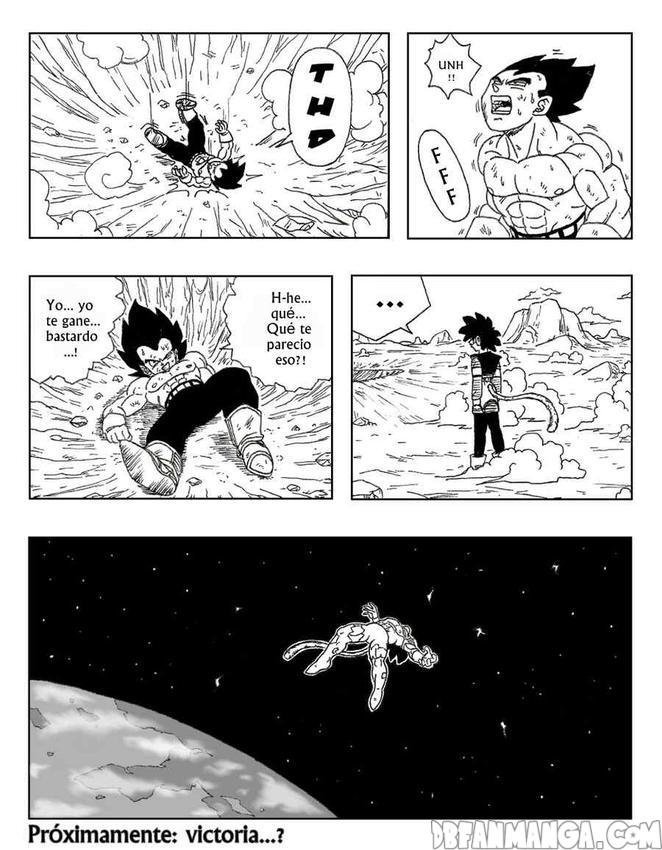 THD
UNH
!!
FFF
Yo... yo
te gane...
bastardo
...!
H-he...
qué...
Qué te
parecio
eso?!
...
Próximamente: victoria...?
DBFANMANGA.COM